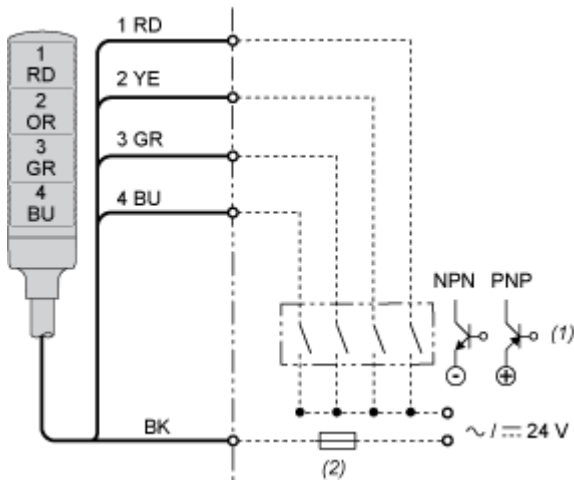 1 RD
1
RD
2 YE
2
OR
3 GR
3
GR
4 BU
4
BU
NPN PNP
(1)
- +
BK
~ / ⎓ 24 V
(2)